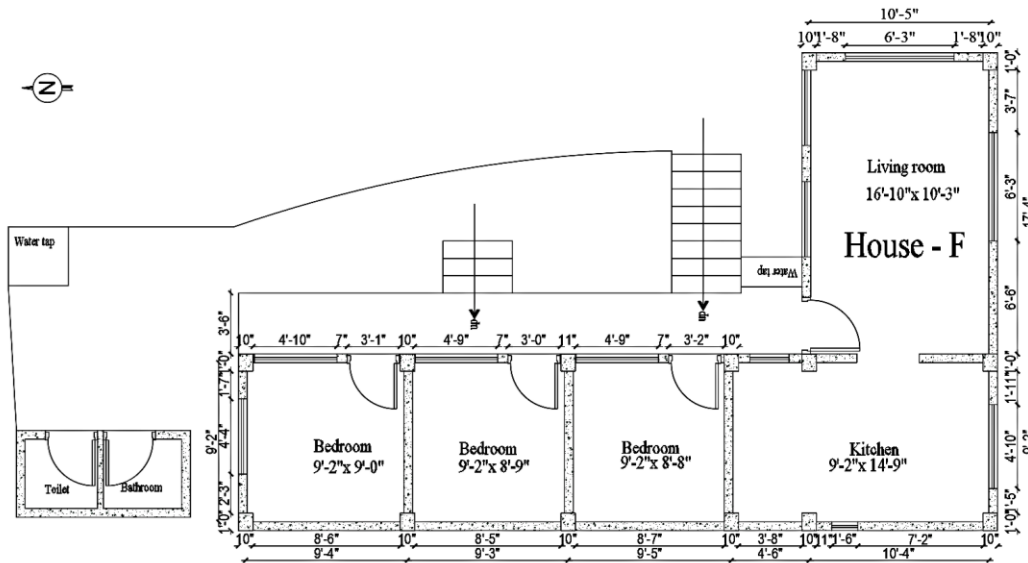 10'-5"
10" 1'-8" 6'-3" 1'-8" 10"
N
1'-0"
3'-7"
Living room
16'-10"x 10'-3"
6'-3"
17'-4"
House - F
Water tap
Water tap
6'-6"
up
up
3'-6"
10" 4'-10" 7" 3'-1" 10" 4'-9" 7" 3'-0" 11" 4'-9" 7" 3'-2" 10"
1'-0"
1'-7"
1'-0"
1'-11"
9'-2"
4'-4"
Bedroom
9'-2"x 9'-0"
Bedroom
9'-2"x 8'-9"
Bedroom
9'-2"x 8'-8"
Kitchen
9'-2"x 14'-9"
4'-10"
Teilet
Bathroom
2'-3"
1'-0"
1'-5"
1'-0"
10" 8'-6" 10" 8'-5" 10" 8'-7" 10" 3'-8" 10" 11" 1'-6" 7'-2" 10"
9'-4" 9'-3" 9'-5" 4'-6" 10'-4"